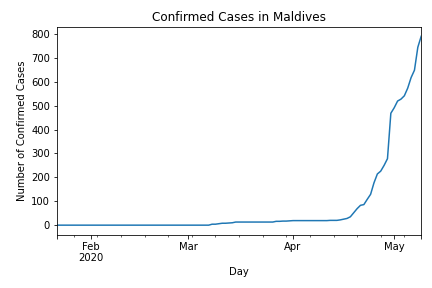 Confirmed Cases in Maldives
Number of Confirmed Cases
800
700
600
500
400
300
200
100
0
Feb
2020
Mar
Apr
May
Day